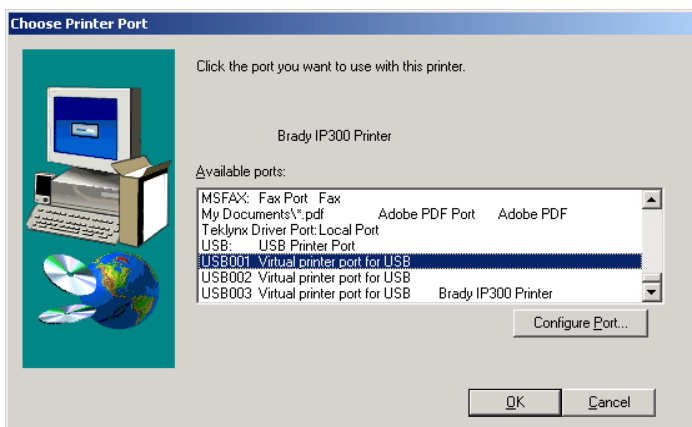 Choose Printer Port
Click the port you want to use with this printer.
Brady IP300 Printer
Available ports:
MSFAX: Fax Port Fax
My Documents\*.pdf Adobe PDF Port Adobe PDF
Teklynx Driver Port: Local Port
USB: USB Printer Port
USB001 Virtual printer port for USB
USB002 Virtual printer port for USB
USB003 Virtual printer port for USB Brady IP300 Printer
Configure Port...
OK Cancel